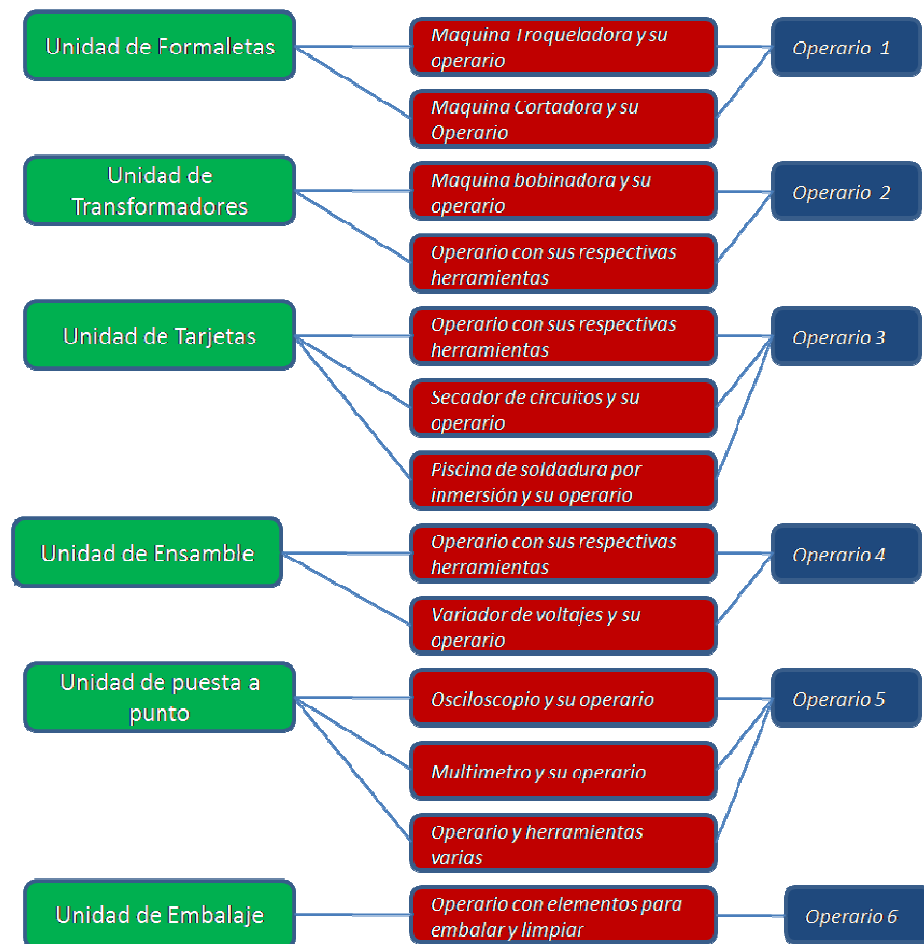 Unidad de Formaletas
Maquina Troqueladora y su
operario
Operario 1
Maquina Cortadora y su
Operario
Unidad de
Transformadores
Maquina bobinadora y su
operario
Operario 2
Operario con sus respectivas
herramientas
Unidad de Tarjetas
Operario con sus respectivas
herramientas
Operario 3
Secador de circuitos y su
operario
Piscina de soldadura por
inmersión y su operario
Unidad de Ensamble
Operario con sus respectivas
herramientas
Operario 4
Variador de voltajes y su
operario
Unidad de puesta a
punto
Osciloscopio y su operario
Operario 5
Multimetro y su operario
Operario y herramientas
varias
Unidad de Embalaje
Operario con elementos para
embalar y limpiar
Operario 6